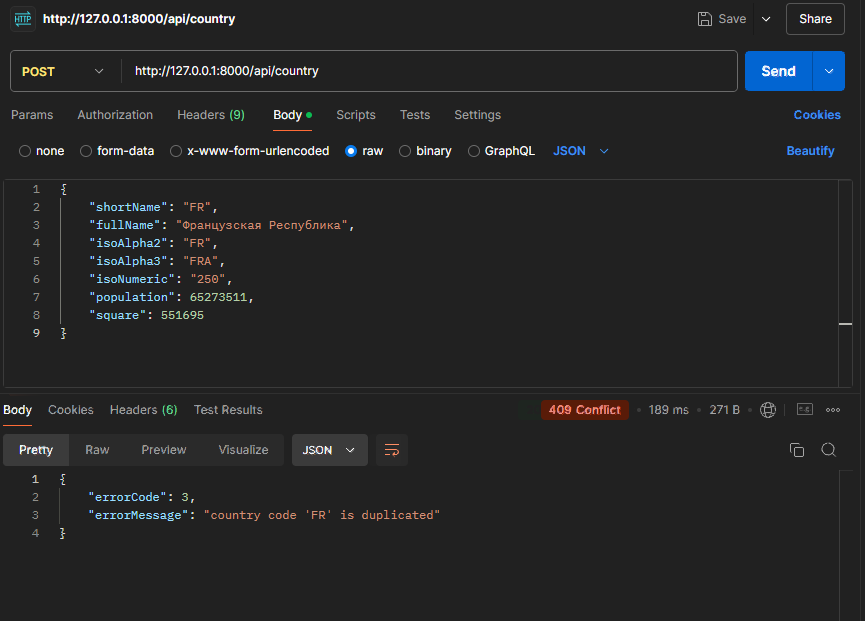 HTTP http://127.0.0.1:8000/api/country Save Share
POST http://127.0.0.1:8000/api/country Send
Params Authorization Headers (9) Body Scripts Tests Settings Cookies
none form-data x-www-form-urlencoded raw binary GraphQL JSON Beautify
1 {
2 "shortName": "FR",
3 "fullName": "Французская Республика",
4 "isoAlpha2": "FR",
5 "isoAlpha3": "FRA",
6 "isoNumeric": "250",
7 "population": 65273511,
8 "square": 551695
9 }
Body Cookies Headers (6) Test Results 409 Conflict • 189 ms • 271 B •
Pretty Raw Preview Visualize JSON
1 {
2 "errorCode": 3,
3 "errorMessage": "country code 'FR' is duplicated"
4 }